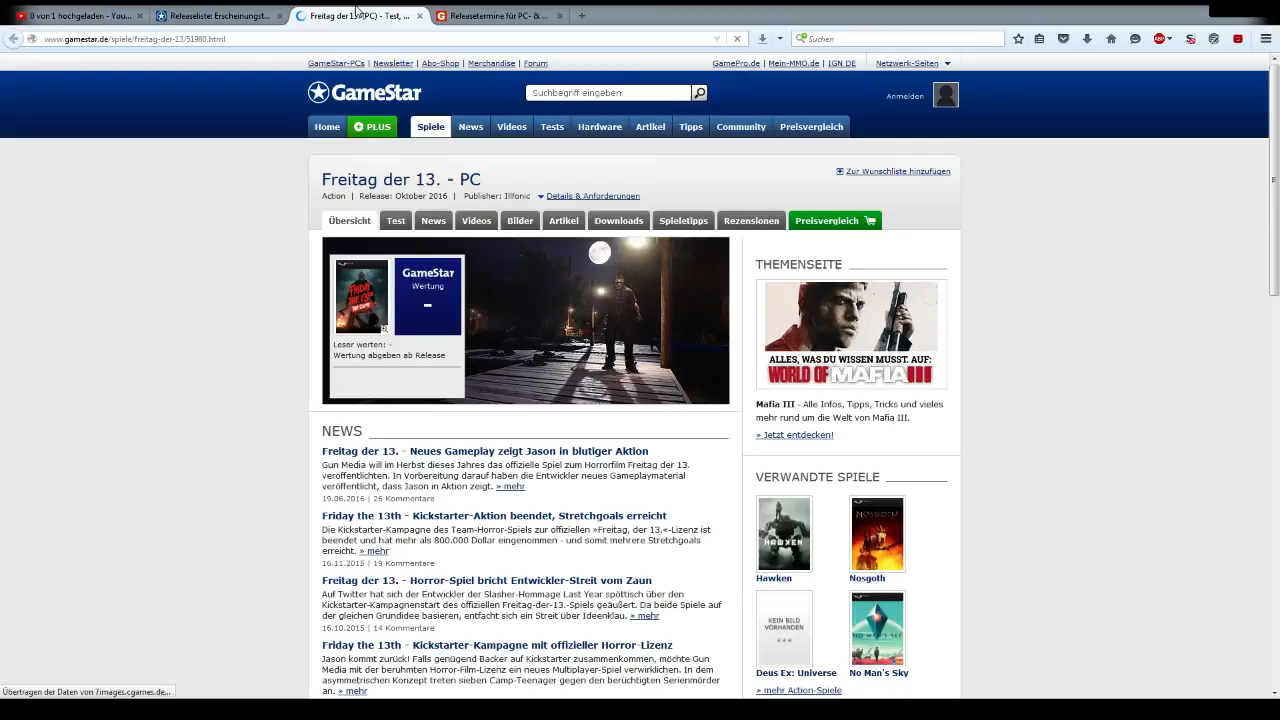 0 von 1 hochgeladen - You...
Releaseliste: Erscheinungst...
Freitag der 13. (PC) - Test, ...
Releasetermine für PC- & ...
www.gamestar.de/spiele/freitag-der-13/51980.html
Suchen
GameStar-PCs | Newsletter | Abo-Shop | Merchandise | Forum
GamePro.de | Mein-MMO.de | IGN DE
Netzwerk-Seiten
GameStar
Suchbegriff eingeben
Anmelden
Home
PLUS
Spiele
News
Videos
Tests
Hardware
Artikel
Tipps
Community
Preisvergleich
Freitag der 13. - PC
Zur Wunschliste hinzufügen
Action | Release: Oktober 2016 | Publisher: Illfonic
Details & Anforderungen
Übersicht
Test
News
Videos
Bilder
Artikel
Downloads
Spieletipps
Rezensionen
Preisvergleich
FRIDAY THE 13TH
GameStar
Wertung
-
Leser werten: -
Wertung abgeben ab Release
THEMENSEITE
ALLES, WAS DU WISSEN MUSST. AUF:
WORLD OF MAFIA III
Mafia III - Alle Infos, Tipps, Tricks und vieles
mehr rund um die Welt von Mafia III.
» Jetzt entdecken!
NEWS
Freitag der 13. - Neues Gameplay zeigt Jason in blutiger Aktion
Gun Media will im Herbst dieses Jahres das offizielle Spiel zum Horrorfilm Freitag der 13.
veröffentlichten. In Vorbereitung darauf haben die Entwickler neues Gameplaymaterial
veröffentlicht, dass Jason in Aktion zeigt. » mehr
19.06.2016 | 26 Kommentare
Friday the 13th - Kickstarter-Aktion beendet, Stretchgoals erreicht
Die Kickstarter-Kampagne des Team-Horror-Spiels zur offiziellen »Freitag, der 13.«-Lizenz ist
beendet und hat mehr als 800.000 Dollar eingenommen - und somit mehrere Stretchgoals
erreicht. » mehr
16.11.2015 | 19 Kommentare
Freitag der 13. - Horror-Spiel bricht Entwickler-Streit vom Zaun
Auf Twitter hat sich der Entwickler der Slasher-Hommage Last Year spöttisch über den
Kickstarter-Kampagnenstart des offiziellen Freitag-der-13.-Spiels geäußert. Da beide Spiele auf
der gleichen Grundidee basieren, entfacht sich ein Streit über Ideenklau. » mehr
16.10.2015 | 14 Kommentare
Friday the 13th - Kickstarter-Kampagne mit offizieller Horror-Lizenz
Jason kommt zurück! Falls genügend Backer auf Kickstarter zusammenkommen, möchte Gun
Media mit der berühmten Horror-Film-Lizenz ein neues Multiplayer-Spiel verwirklichen. In dem
asymetrischen Konzept treten sieben Camp-Teenager gegen den berüchtigten Serienmörder
an. » mehr
VERWANDTE SPIELE
HAWKEN
NOSGOTH
Hawken
Nosgoth
KEIN BILD
VORHANDEN
NO MAN'S SKY
Deus Ex: Universe
No Man's Sky
» mehr Action-Spiele
Übertragen der Daten von 7images.cgames.de...